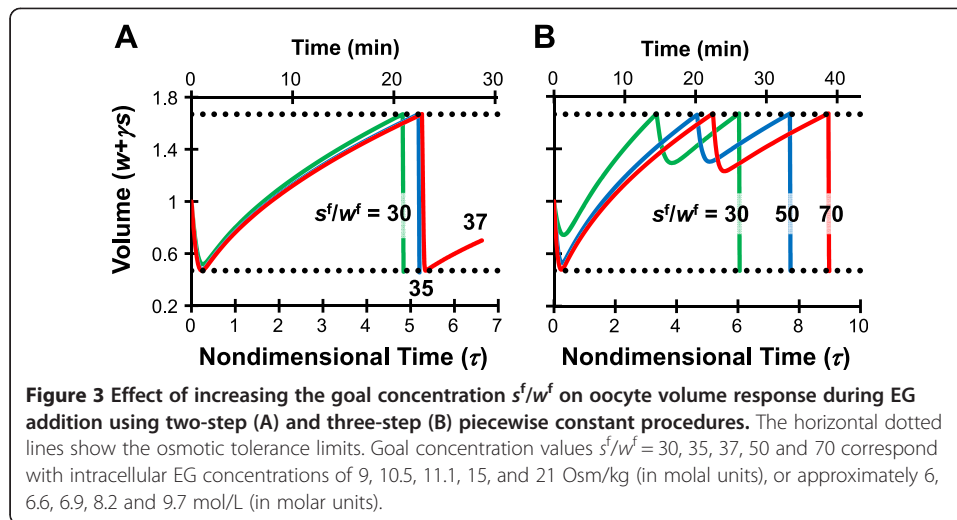 A
Time (min)
0 10 20 30
1.8
1.4
1
0.6
0.2
Volume (w+γs)
sᶠ/wᶠ = 30
37
35
0 1 2 3 4 5 6 7
Nondimensional Time (τ)
B
Time (min)
0 10 20 30 40
sᶠ/wᶠ = 30 50 70
0 2 4 6 8 10
Nondimensional Time (τ)
Figure 3 Effect of increasing the goal concentration sᶠ/wᶠ on oocyte volume response during EG
addition using two-step (A) and three-step (B) piecewise constant procedures. The horizontal dotted
lines show the osmotic tolerance limits. Goal concentration values sᶠ/wᶠ = 30, 35, 37, 50 and 70 correspond
with intracellular EG concentrations of 9, 10.5, 11.1, 15, and 21 Osm/kg (in molal units), or approximately 6,
6.6, 6.9, 8.2 and 9.7 mol/L (in molar units).